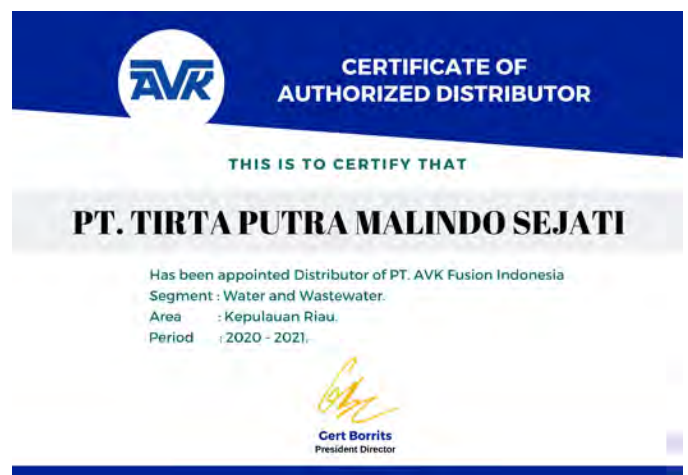 AVK
CERTIFICATE OF
AUTHORIZED DISTRIBUTOR
THIS IS TO CERTIFY THAT
PT. TIRTA PUTRA MALINDO SEJATI
Has been appointed Distributor of PT. AVK Fusion Indonesia
Segment : Water and Wastewater.
Area : Kepulauan Riau.
Period : 2020 - 2021.
Gert Borrits
President Director